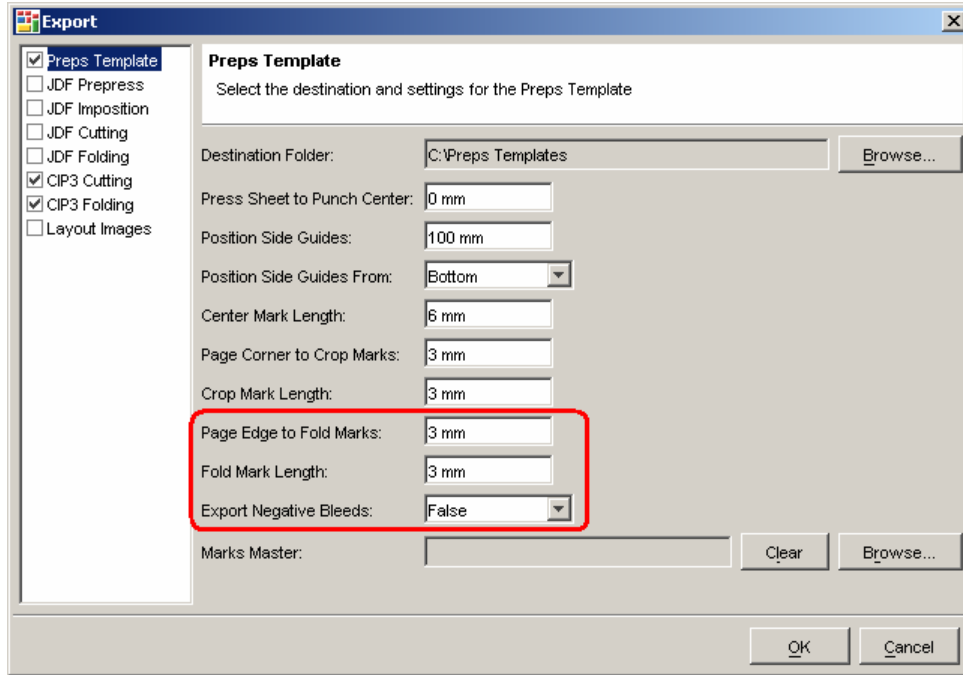 Export
Preps Template
JDF Prepress
JDF Imposition
JDF Cutting
JDF Folding
CIP3 Cutting
CIP3 Folding
Layout Images
Preps Template
Select the destination and settings for the Preps Template
Destination Folder: C:\Preps Templates Browse...
Press Sheet to Punch Center: 0 mm
Position Side Guides: 100 mm
Position Side Guides From: Bottom
Center Mark Length: 6 mm
Page Corner to Crop Marks: 3 mm
Crop Mark Length: 3 mm
Page Edge to Fold Marks: 3 mm
Fold Mark Length: 3 mm
Export Negative Bleeds: False
Marks Master: Clear Browse...
OK Cancel